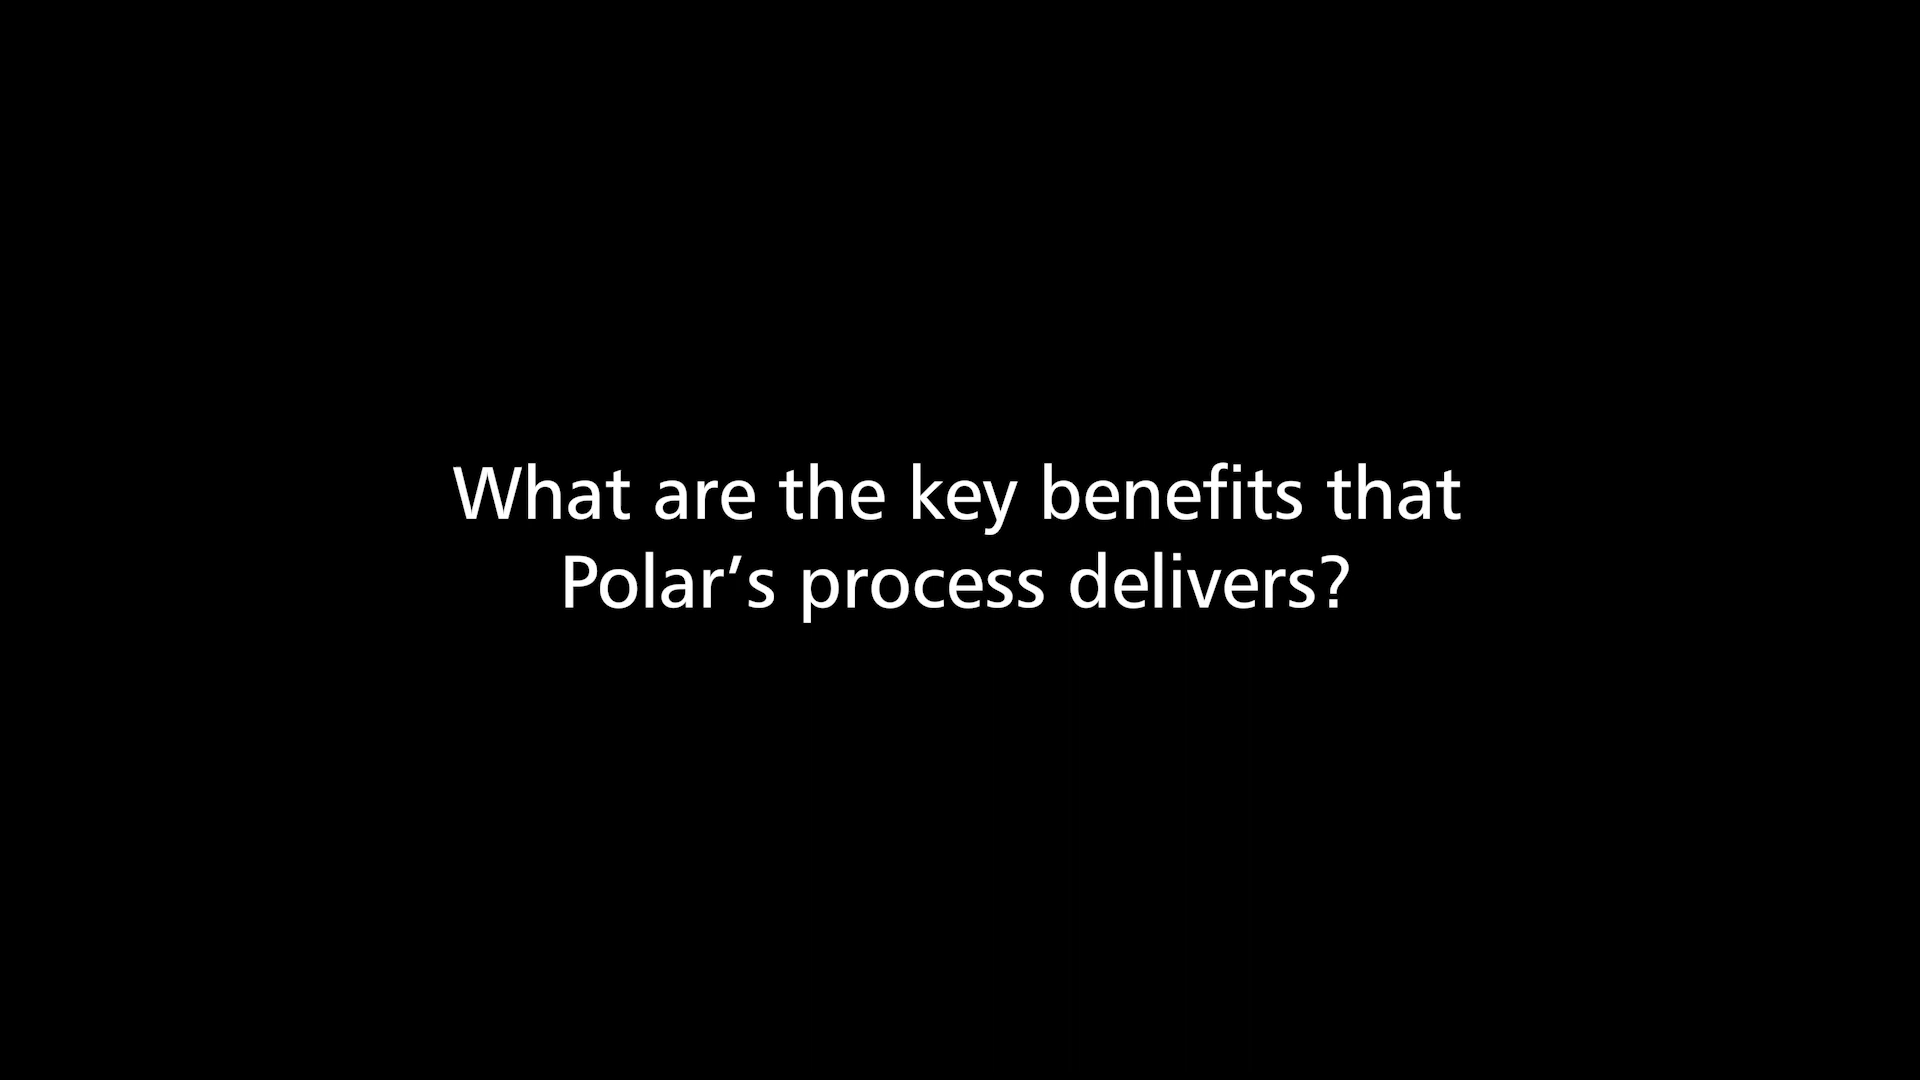 What are the key benefits that
Polar’s process delivers?